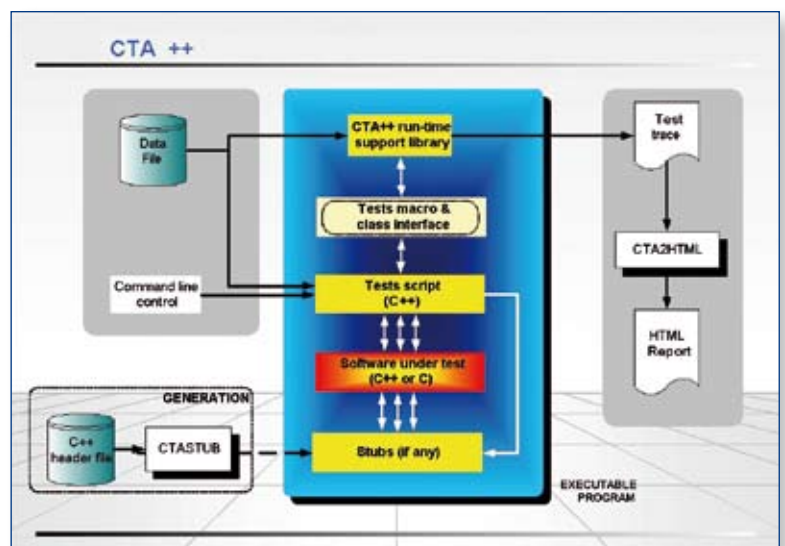 CTA ++
Data
File
Command line
control
CTA++ run-time
support library
Tests macro &
class interface
Tests script
(C++)
Software under test
(C++ or C)
Stubs (if any)
Test
trace
CTA2HTML
HTML
Report
GENERATION
C++
header file
CTASTUB
EXECUTABLE
PROGRAM